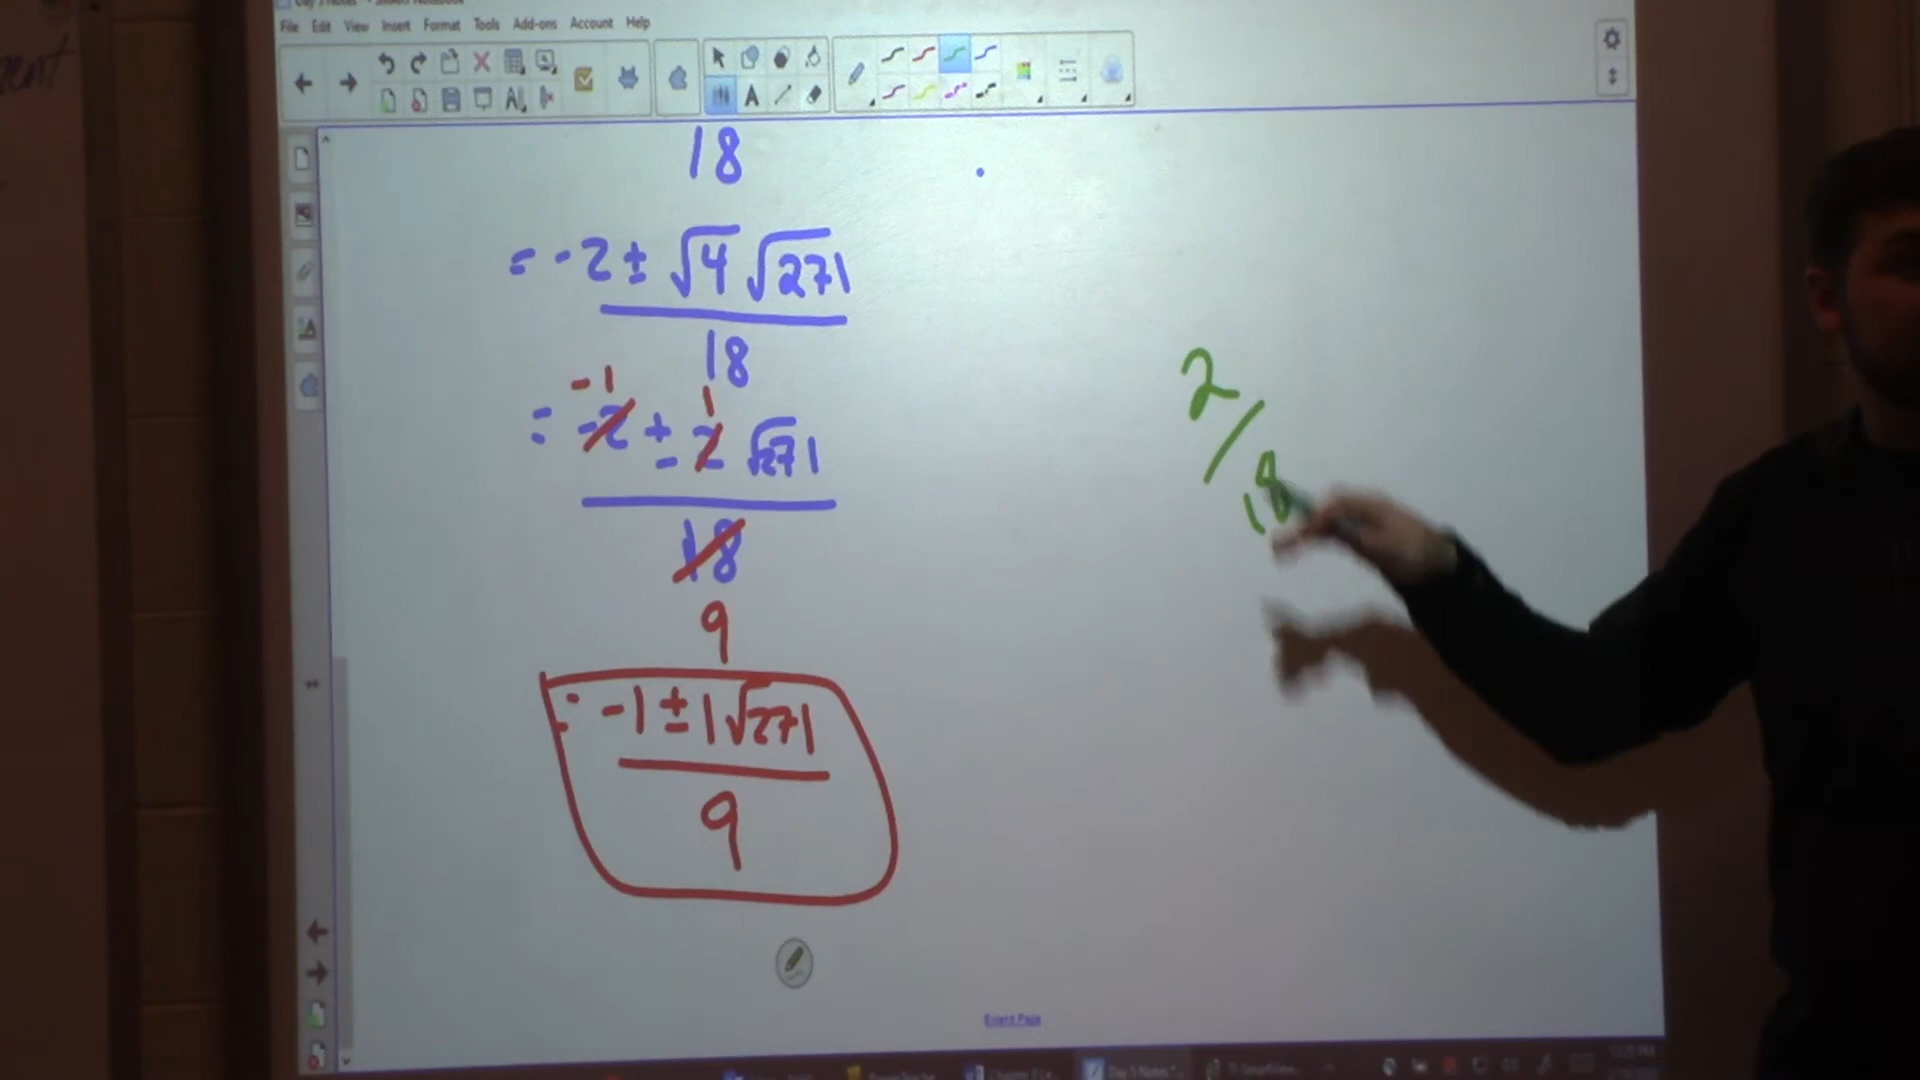 File Edit View Insert Format Tools Add-ons Account Help
18
= -2 ± √4 √271
18
-1 1
= -2 ± 2 √271
18
9
= -1 ± 1√271
9
2/18
Extend Page